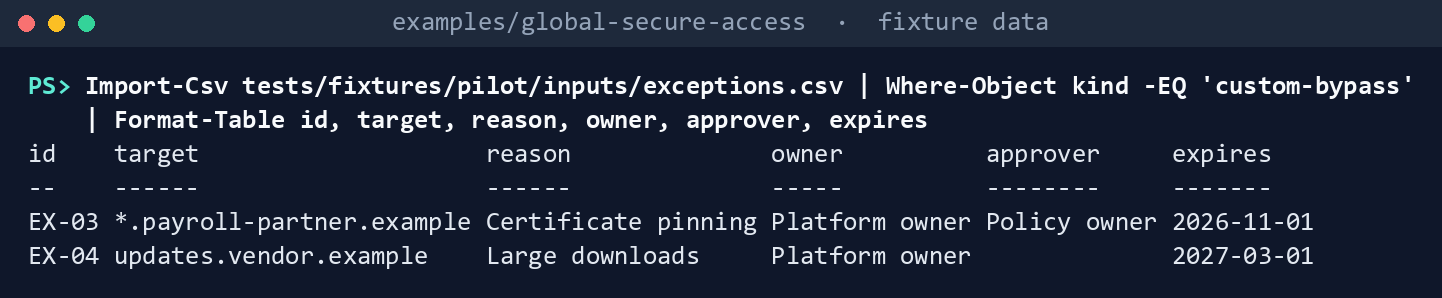 examples/global-secure-access · fixture data
PS> Import-Csv tests/fixtures/pilot/inputs/exceptions.csv | Where-Object kind -EQ 'custom-bypass'
    | Format-Table id, target, reason, owner, approver, expires
id    target                    reason              owner          approver     expires
--    ------                    ------              -----          --------     -------
EX-03 *.payroll-partner.example Certificate pinning Platform owner Policy owner 2026-11-01
EX-04 updates.vendor.example    Large downloads     Platform owner              2027-03-01